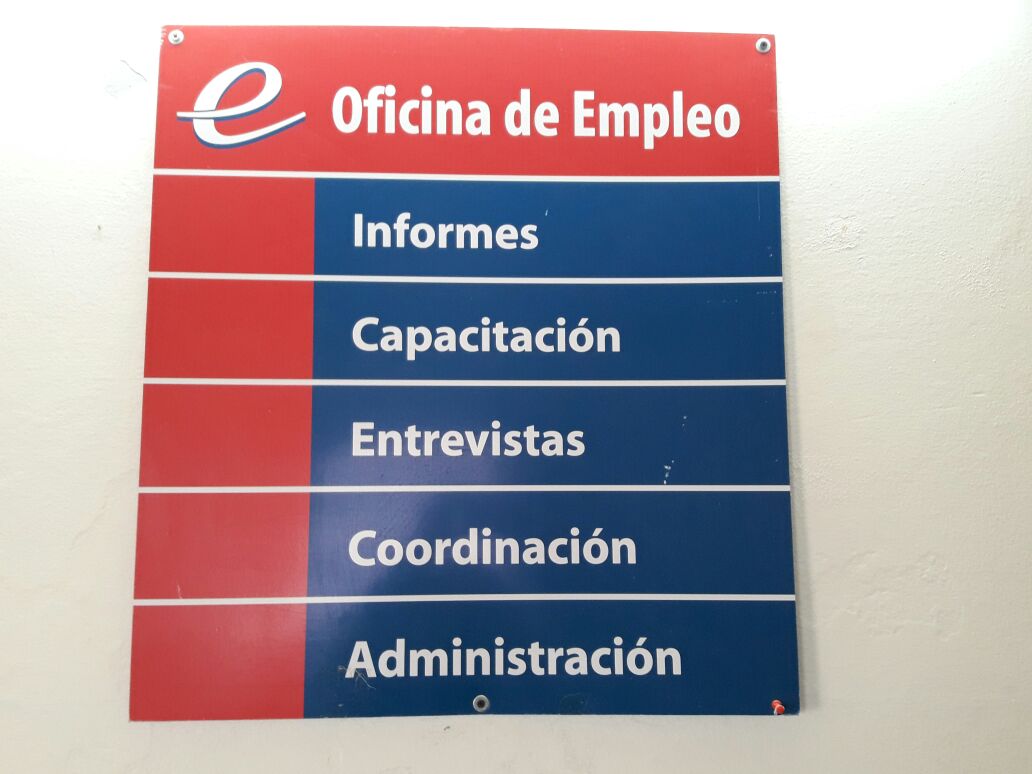 e Oficina de Empleo
Informes
Capacitación
Entrevistas
Coordinación
Administración